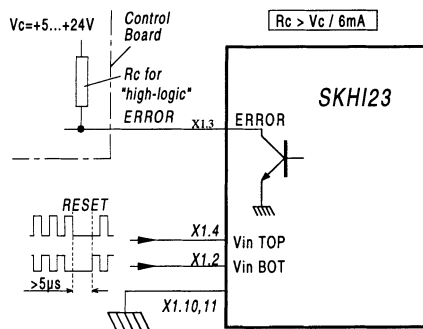 Vc=+5...+24V
Control
Board
Rc > Vc / 6mA
Rc for
"high-logic"
SKHI23
ERROR
X1.3
ERROR
RESET
X1.4
Vin TOP
X1.2
Vin BOT
>5µs
X1.10,11